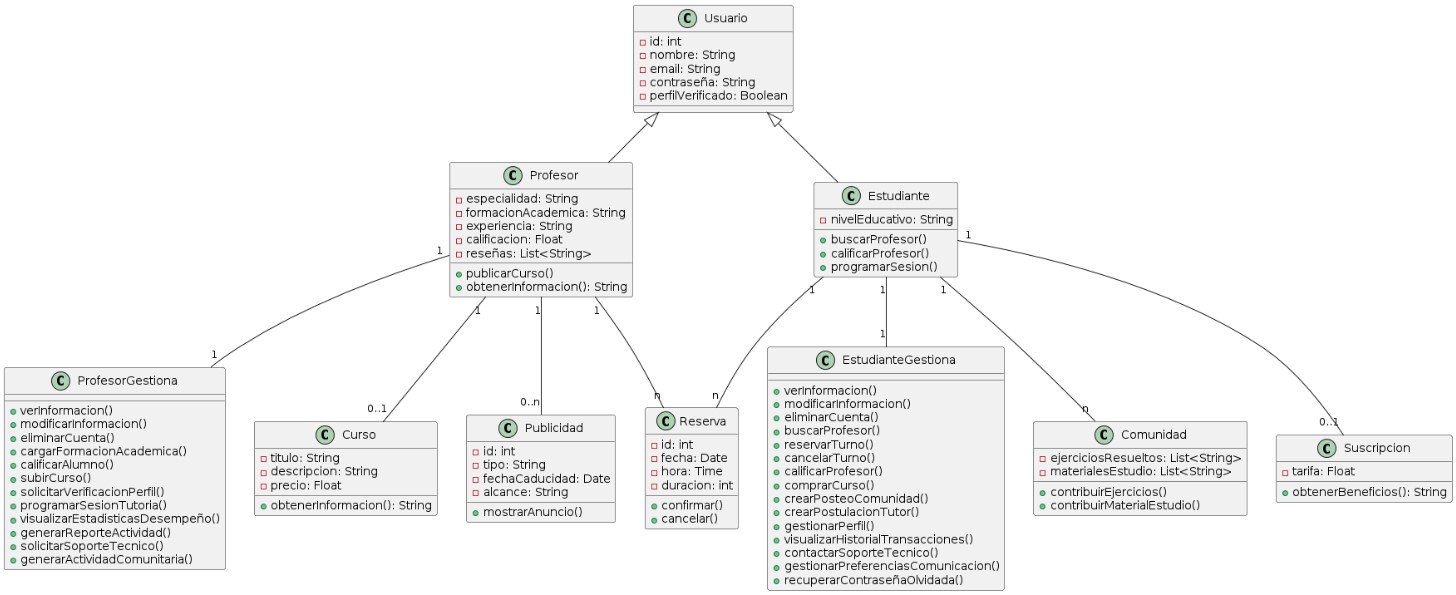 C Usuario
id: int
nombre: String
email: String
contraseña: String
perfilVerificado: Boolean
C Profesor
especialidad: String
formacionAcademica: String
experiencia: String
calificacion: Float
reseñas: List<String>
publicarCurso()
obtenerInformacion(): String
C Estudiante
nivelEducativo: String
buscarProfesor()
calificarProfesor()
programarSesion()
1
1
1
1
1
1
1
1
1
1
0..1
0..n
n
1
n
0..1
C ProfesorGestiona
verInformacion()
modificarInformacion()
eliminarCuenta()
cargarFormacionAcademica()
calificarAlumno()
subirCurso()
solicitarVerificacionPerfil()
programarSesionTutoria()
visualizarEstadisticasDesempeño()
generarReporteActividad()
solicitarSoporteTecnico()
generarActividadComunitaria()
C Curso
titulo: String
descripcion: String
precio: Float
obtenerInformacion(): String
C Publicidad
id: int
tipo: String
fechaCaducidad: Date
alcance: String
mostrarAnuncio()
n
C Reserva
id: int
fecha: Date
hora: Time
duracion: int
confirmar()
cancelar()
C EstudianteGestiona
verInformacion()
modificarInformacion()
eliminarCuenta()
buscarProfesor()
reservarTurno()
cancelarTurno()
calificarProfesor()
comprarCurso()
crearPosteoComunidad()
crearPostulacionTutor()
gestionarPerfil()
visualizarHistorialTransacciones()
contactarSoporteTecnico()
gestionarPreferenciasComunicacion()
recuperarContraseñaOlvidada()
C Comunidad
ejerciciosResueltos: List<String>
materialesEstudio: List<String>
contribuirEjercicios()
contribuirMaterialEstudio()
C Suscripcion
tarifa: Float
obtenerBeneficios(): String